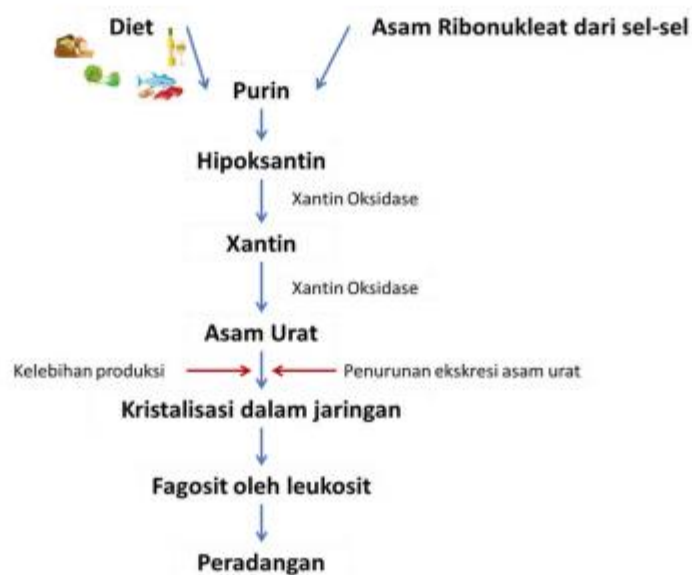 Diet
Asam Ribonukleat dari sel-sel
Purin
Hipoksantin
Xantin Oksidase
Xantin
Xantin Oksidase
Asam Urat
Kelebihan produksi
Penurunan ekskresi asam urat
Kristalisasi dalam jaringan
Fagosit oleh leukosit
Peradangan